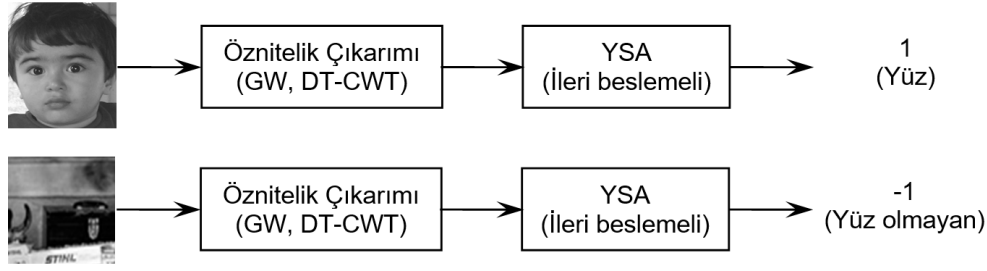 Öznitelik Çıkarımı
(GW, DT-CWT)
YSA
(İleri beslemeli)
1
(Yüz)
Öznitelik Çıkarımı
(GW, DT-CWT)
YSA
(İleri beslemeli)
-1
(Yüz olmayan)
STIHL